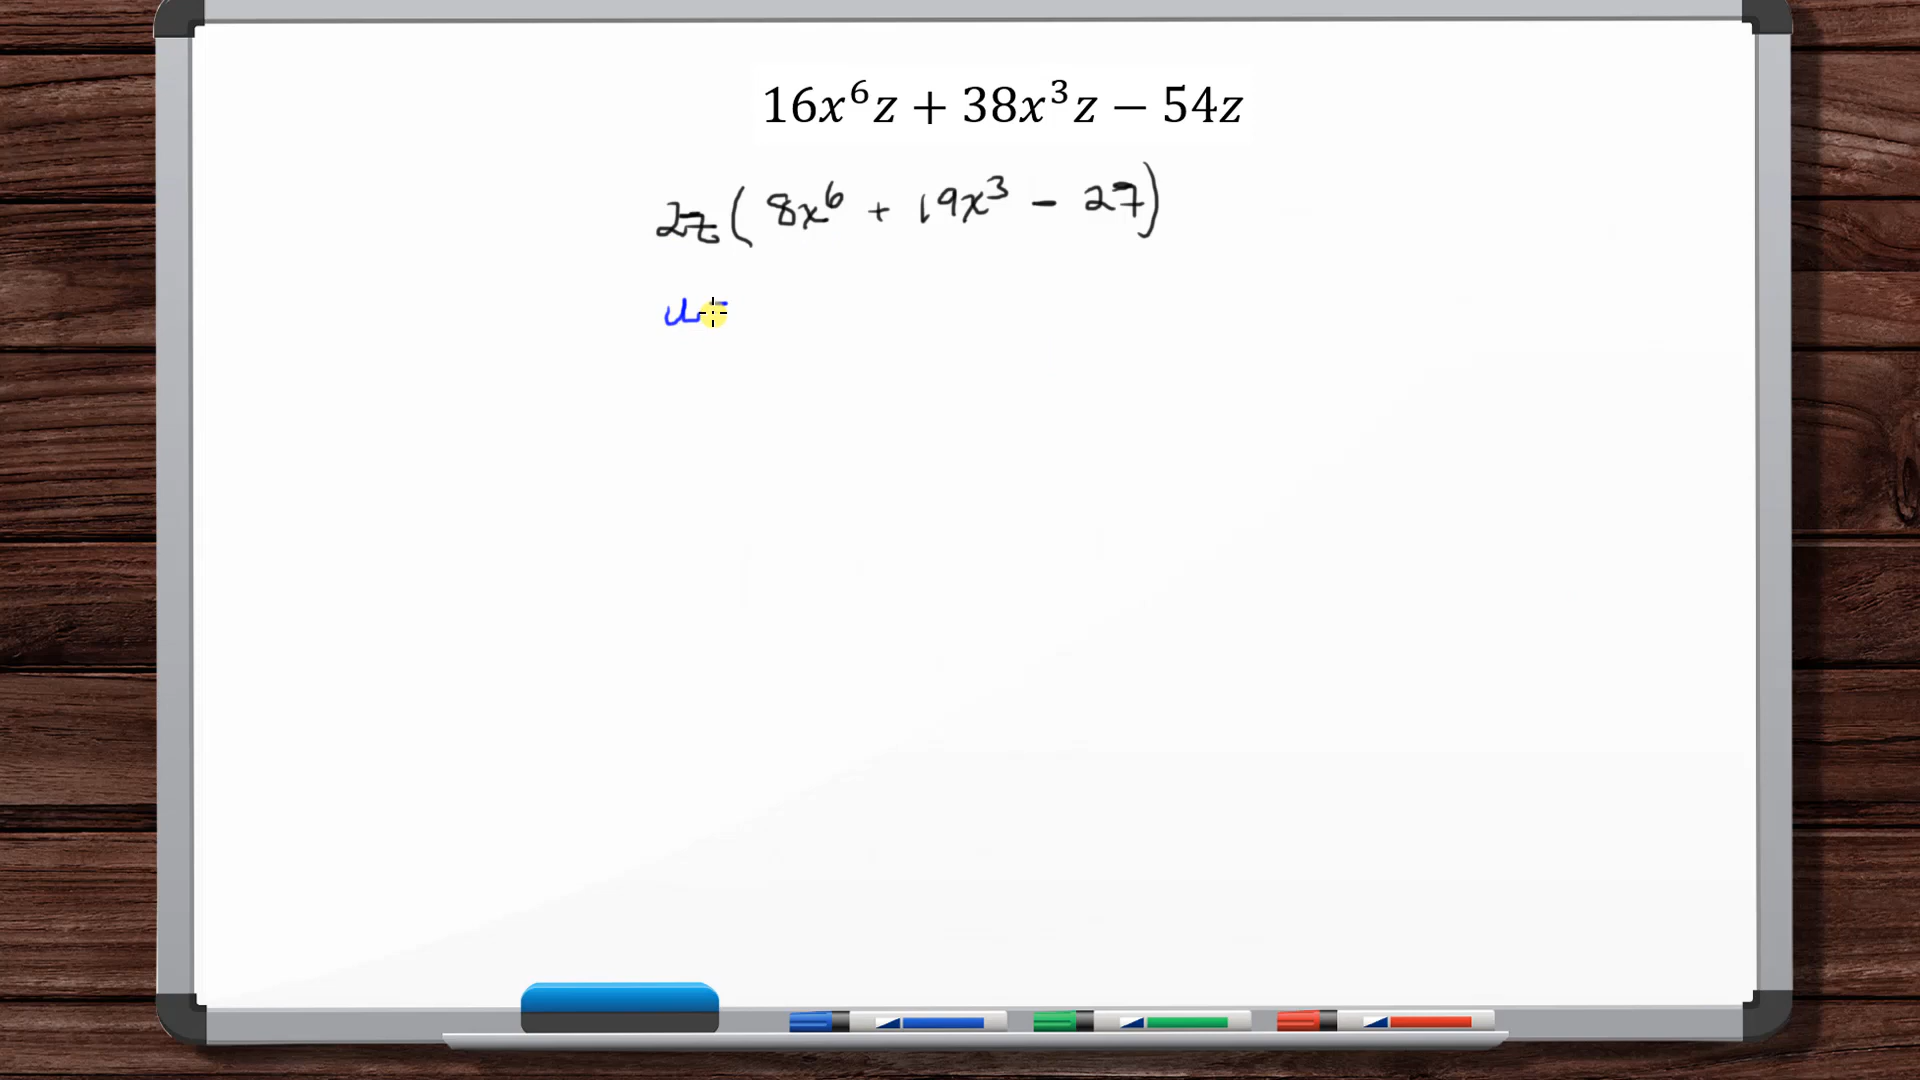 16x⁶z + 38x³z − 54z
2z(8x⁶ + 19x³ − 27)
u=